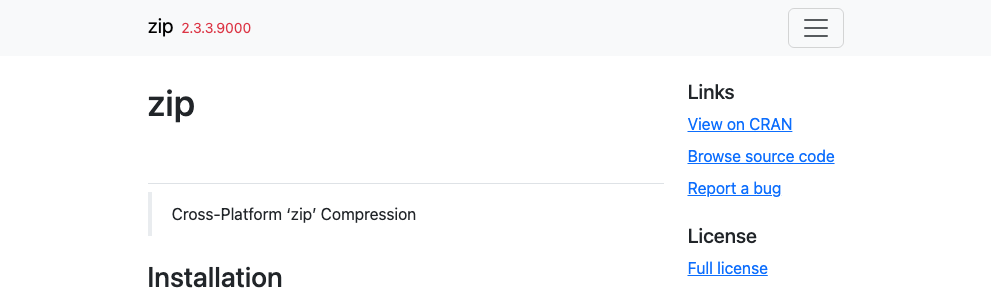 zip 2.3.3.9000
zip
Cross-Platform ‘zip’ Compression
Installation
Links
View on CRAN
Browse source code
Report a bug
License
Full license